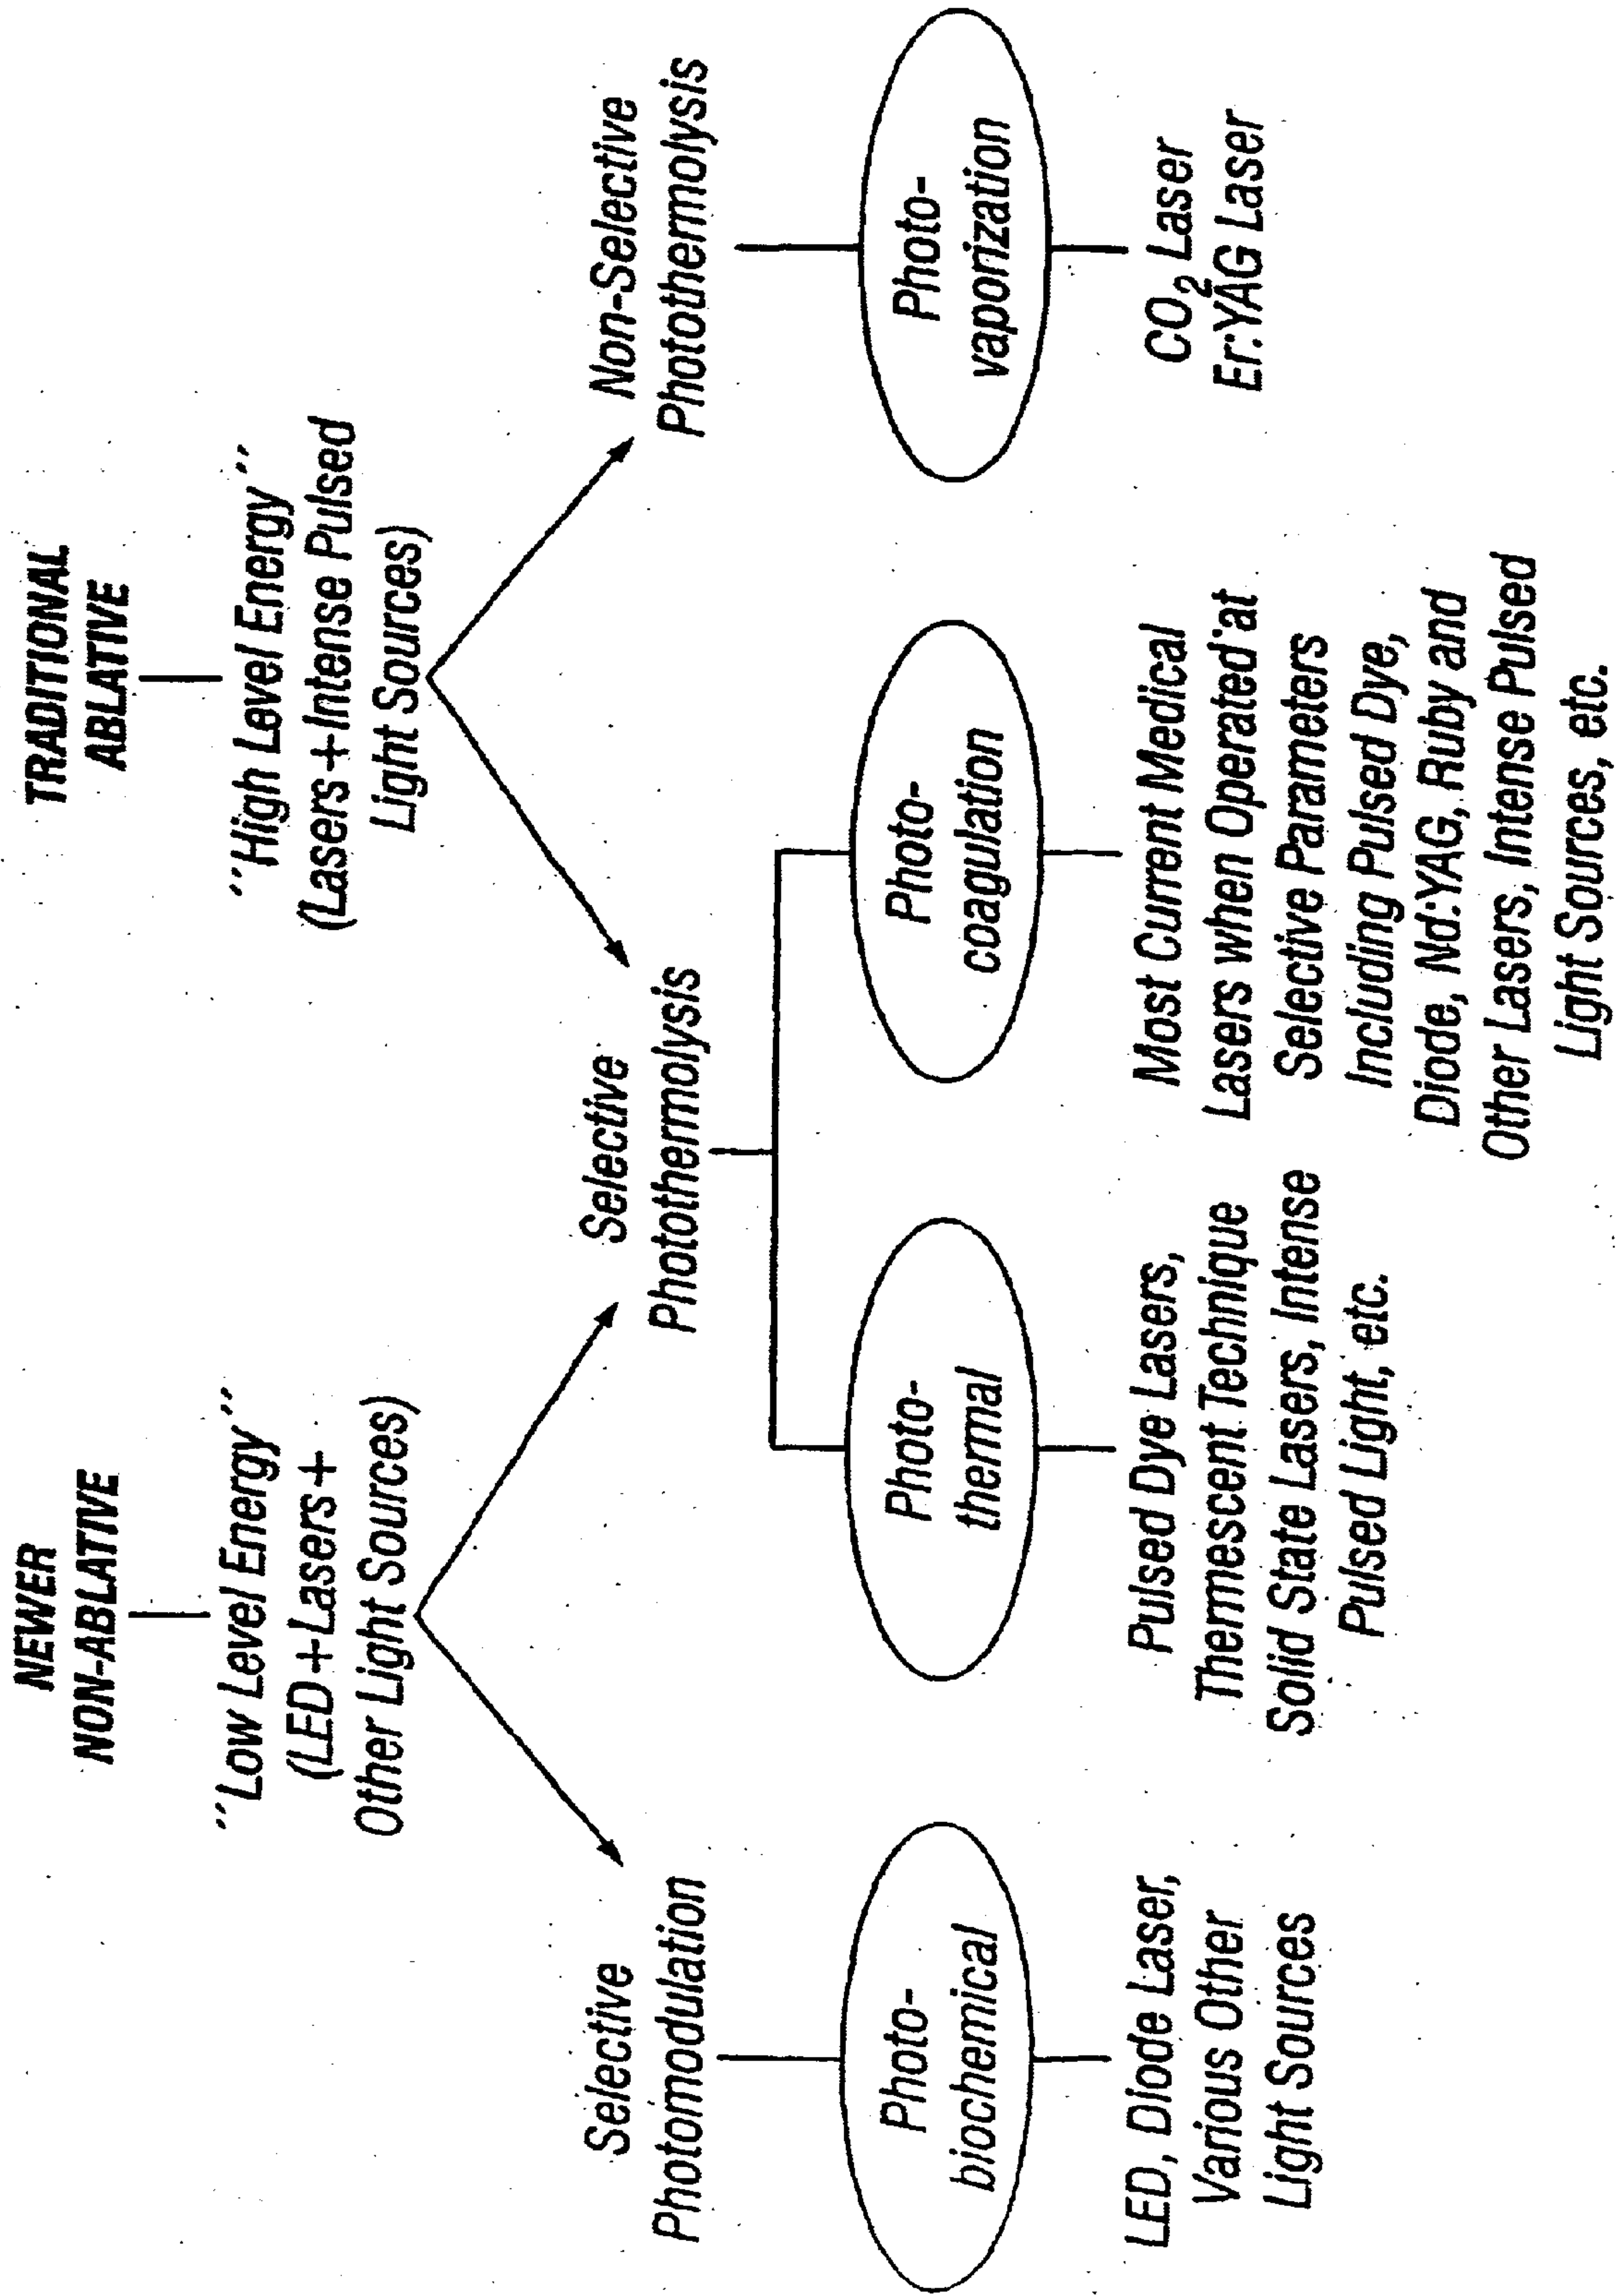 NEWER
NON-ABLATIVE
"Low Level Energy"
(LED+Lasers+
Other Light Sources)
TRADITIONAL
ABLATIVE
"High Level Energy"
(Lasers+Intense Pulsed
Light Sources)
Selective
Photomodulation
Selective
Photothermolysis
Non-Selective
Photothermolysis
Photo-
biochemical
Photo-
thermal
Photo-
coagulation
Photo-
vaporization
LED, Diode Laser,
Various Other
Light Sources
Pulsed Dye Lasers,
Thermescent Technique
Solid State Lasers, Intense
Pulsed Light, etc.
Most Current Medical
Lasers when Operated at
Selective Parameters
Including Pulsed Dye,
Diode, Nd:YAG, Ruby and
Other Lasers, Intense Pulsed
Light Sources, etc.
CO₂ Laser
Er:YAG Laser